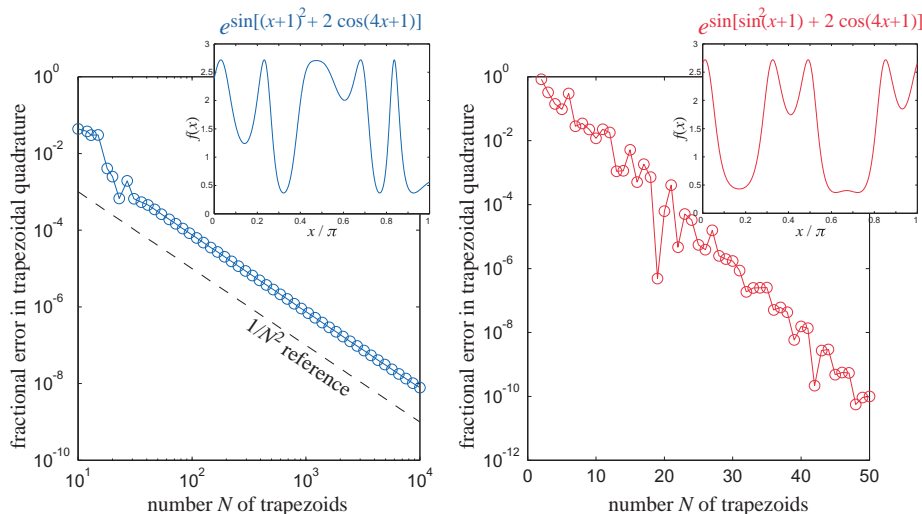 e^sin[(x+1)^2 + 2 cos(4x+1)]
3
2.5
2
1.5
1
0.5
0
f(x)
0 0.2 0.4 0.6 0.8 1
x / π
10^0
10^-2
10^-4
10^-6
10^-8
10^-10
fractional error in trapezoidal quadrature
1/N^2 reference
10^1 10^2 10^3 10^4
number N of trapezoids
e^sin[sin^2(x+1) + 2 cos(4x+1)]
3
2.5
2
1.5
1
0.5
0
f(x)
0 0.2 0.4 0.6 0.8 1
x / π
10^0
10^-2
10^-4
10^-6
10^-8
10^-10
10^-12
fractional error in trapezoidal quadrature
0 10 20 30 40 50
number N of trapezoids